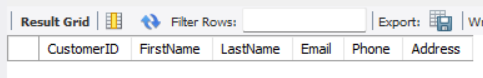 Result Grid Filter Rows: Export: W
CustomerID FirstName LastName Email Phone Address